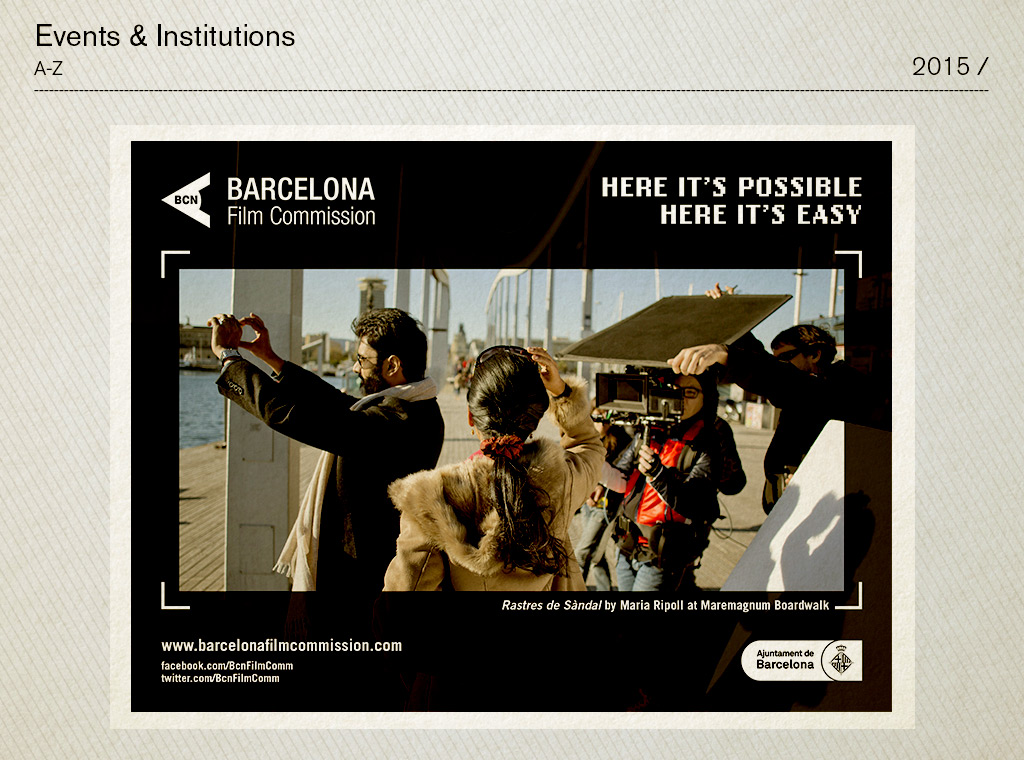 Events & Institutions
A-Z
2015 /
BCN
BARCELONA
Film Commission
HERE IT'S POSSIBLE
HERE IT'S EASY
Rastres de Sàndal by Maria Ripoll at Maremagnum Boardwalk
www.barcelonafilmcommission.com
facebook.com/BcnFilmComm
twitter.com/BcnFilmComm
Ajuntament de
Barcelona